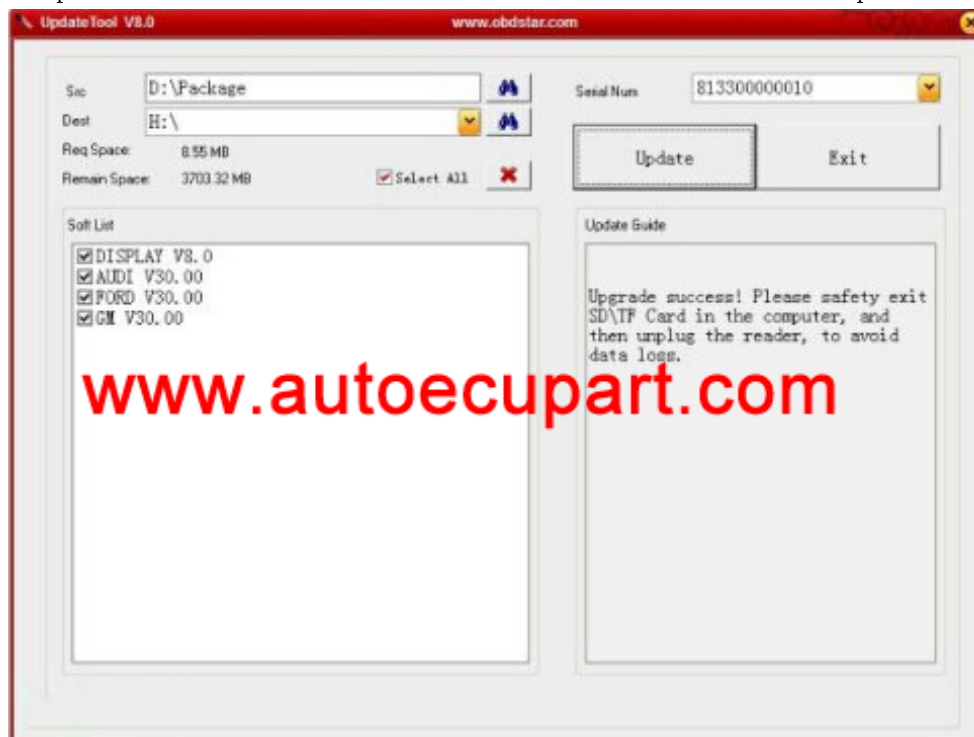 UpdateTool V8.0
www.obdstar.com
Src
D:\Package
Serial Num
813300000010
Dest
H:\
Req Space:
8.55 MB
Update
Exit
Remain Space:
3703.32 MB
Select All
Soft List
Update Guide
DISPLAY V8.0
AUDI V30.00
FORD V30.00
GM V30.00
Upgrade success! Please safety exit
SD\TF Card in the computer, and
then unplug the reader, to avoid
data loss.
www.autoecupart.com